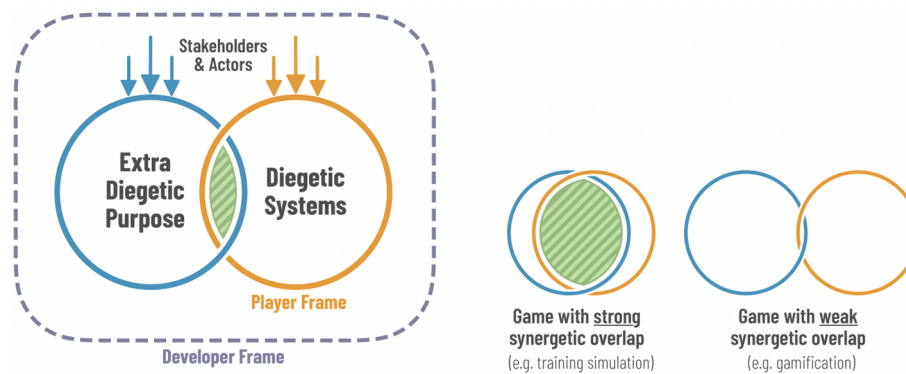 Stakeholders
& Actors
Extra
Diegetic
Purpose
Diegetic
Systems
Player Frame
Developer Frame
Game with strong
synergetic overlap
(e.g. training simulation)
Game with weak
synergetic overlap
(e.g. gamification)